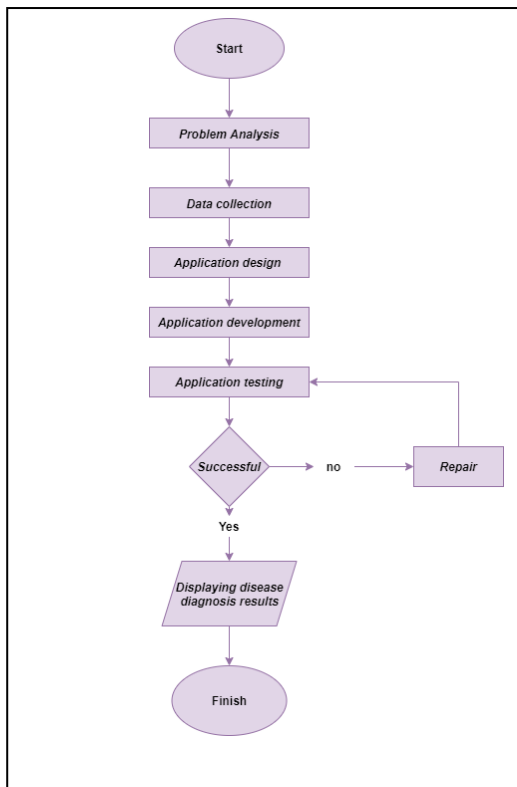 Start
Problem Analysis
Data collection
Application design
Application development
Application testing
Successful
no
Repair
Yes
Displaying disease
diagnosis results
Finish